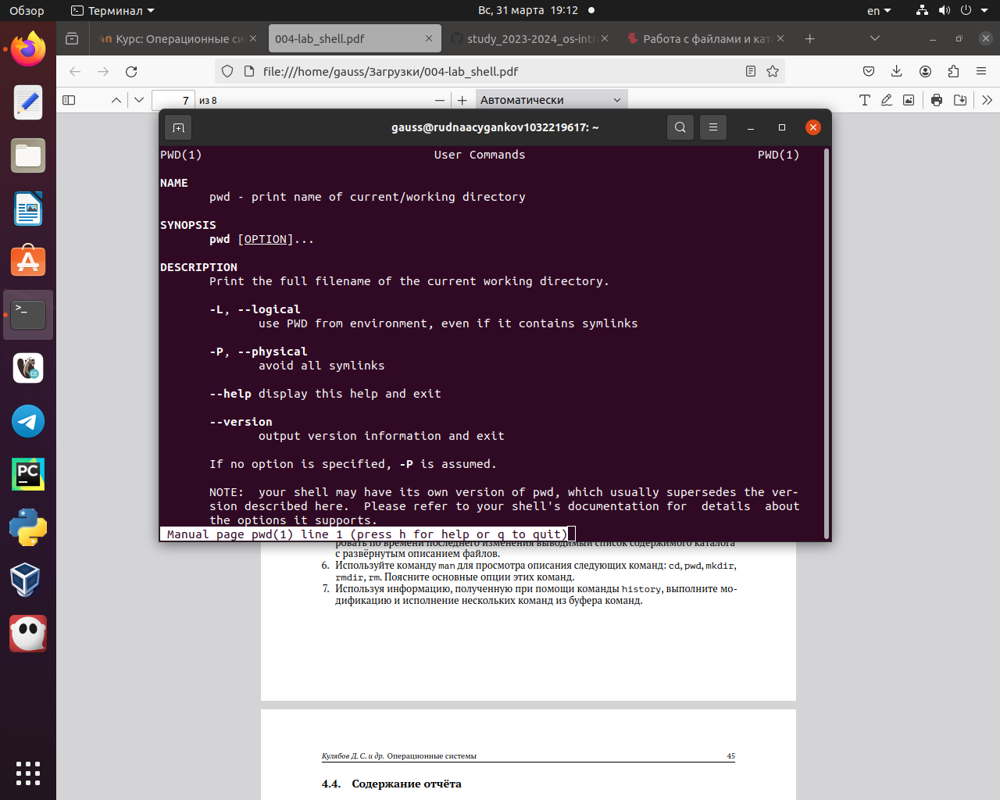 Обзор
Терминал
Вс, 31 марта 19:12
en
Курс: Операционные си
004-lab_shell.pdf
study_2023-2024_os-intr
Работа с файлами и ката
file:///home/gauss/Загрузки/004-lab_shell.pdf
7
из 8
Автоматически
gauss@rudnaacygankov1032219617: ~
PWD(1) User Commands PWD(1)
NAME
pwd - print name of current/working directory
SYNOPSIS
pwd [OPTION]...
DESCRIPTION
Print the full filename of the current working directory.
-L, --logical
use PWD from environment, even if it contains symlinks
-P, --physical
avoid all symlinks
--help display this help and exit
--version
output version information and exit
If no option is specified, -P is assumed.
NOTE: your shell may have its own version of pwd, which usually supersedes the ver-
sion described here. Please refer to your shell's documentation for details about
the options it supports.
Manual page pwd(1) line 1 (press h for help or q to quit)
ровать по времени последнего изменения выводимый список содержимого каталога
с развёрнутым описанием файлов.
6. Используйте команду man для просмотра описания следующих команд: cd, pwd, mkdir,
rmdir, rm. Поясните основные опции этих команд.
7. Используя информацию, полученную при помощи команды history, выполните мо-
дификацию и исполнение нескольких команд из буфера команд.
Кулябов Д. С. и др. Операционные системы 45
4.4. Содержание отчёта
>_
CE
PC